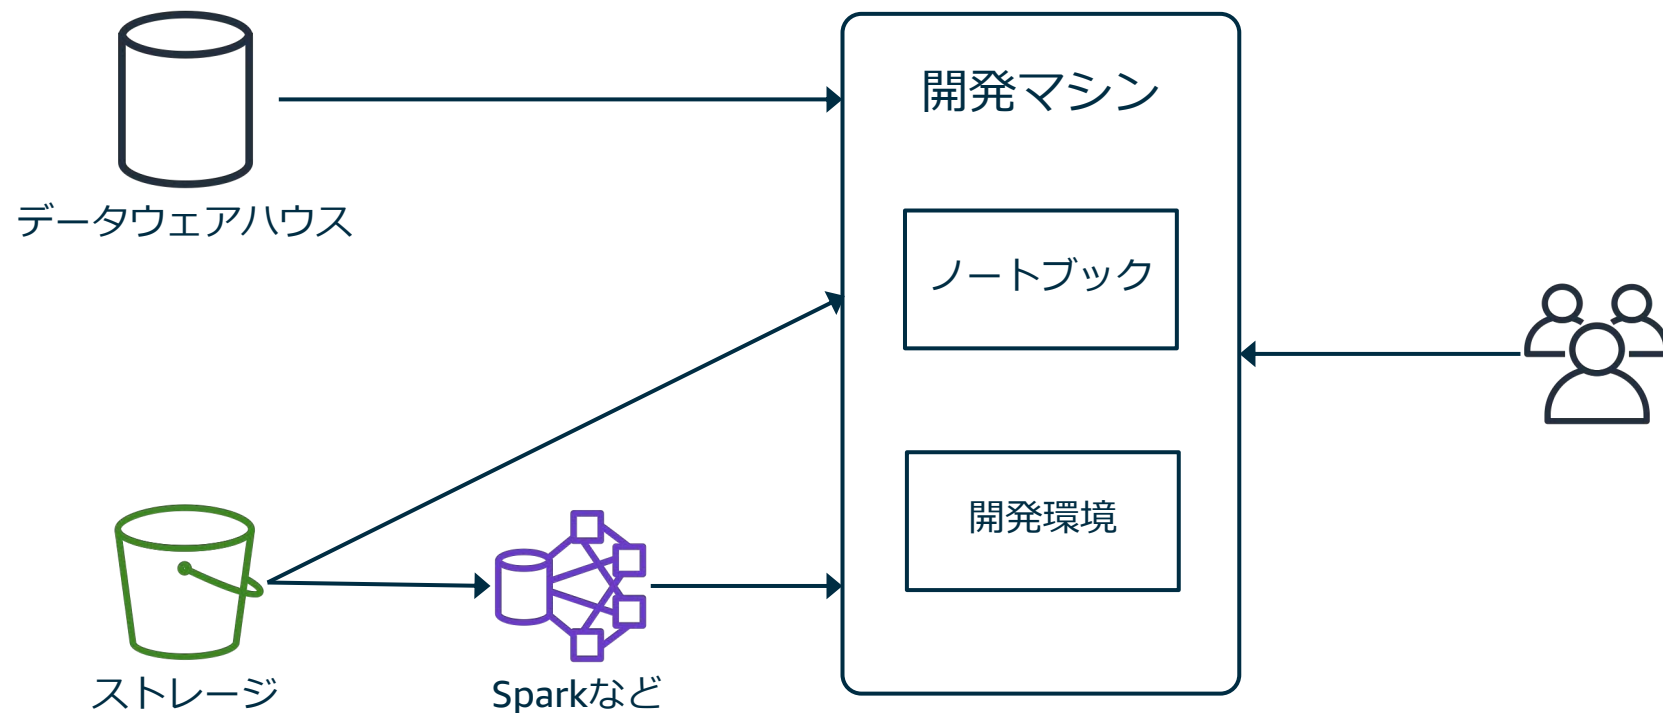 開発マシン
データウェアハウス
ノートブック
開発環境
ストレージ
Sparkなど